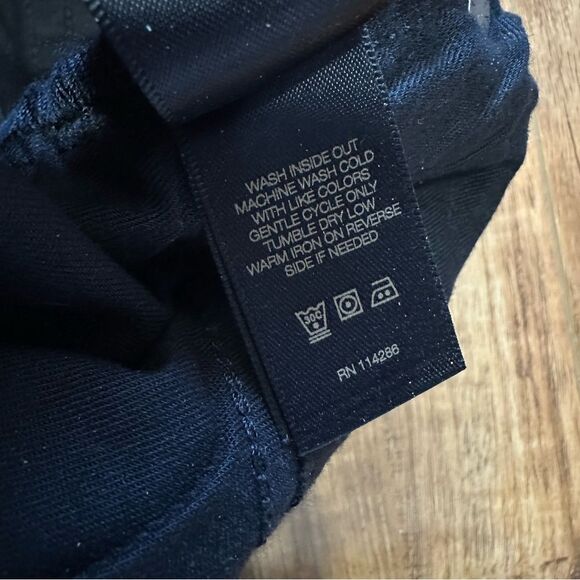 WASH INSIDE OUT
MACHINE WASH COLD
WITH LIKE COLORS
GENTLE CYCLE ONLY
TUMBLE DRY LOW
WARM IRON ON REVERSE
SIDE IF NEEDED
30C
RN 114286